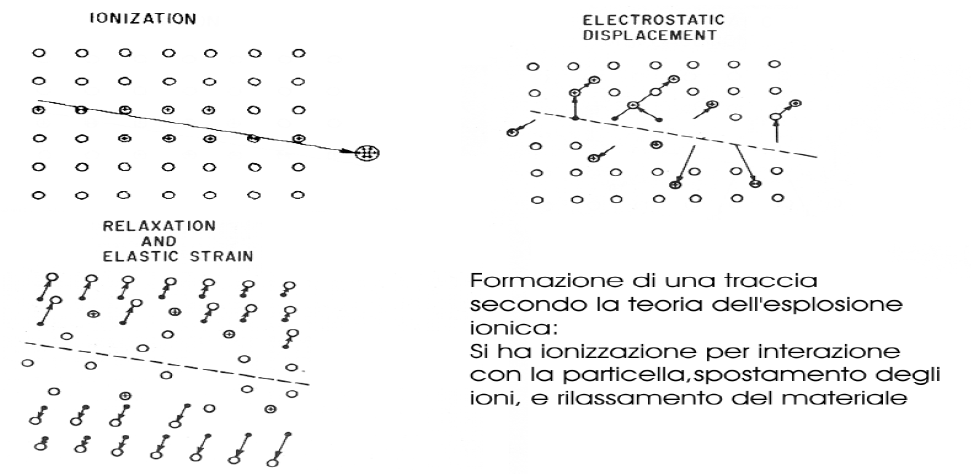 IONIZATION
ELECTROSTATIC
DISPLACEMENT
RELAXATION
AND
ELASTIC STRAIN
Formazione di una traccia
secondo la teoria dell'esplosione
ionica:
Si ha ionizzazione per interazione
con la particella,spostamento degli
ioni, e rilassamento del materiale